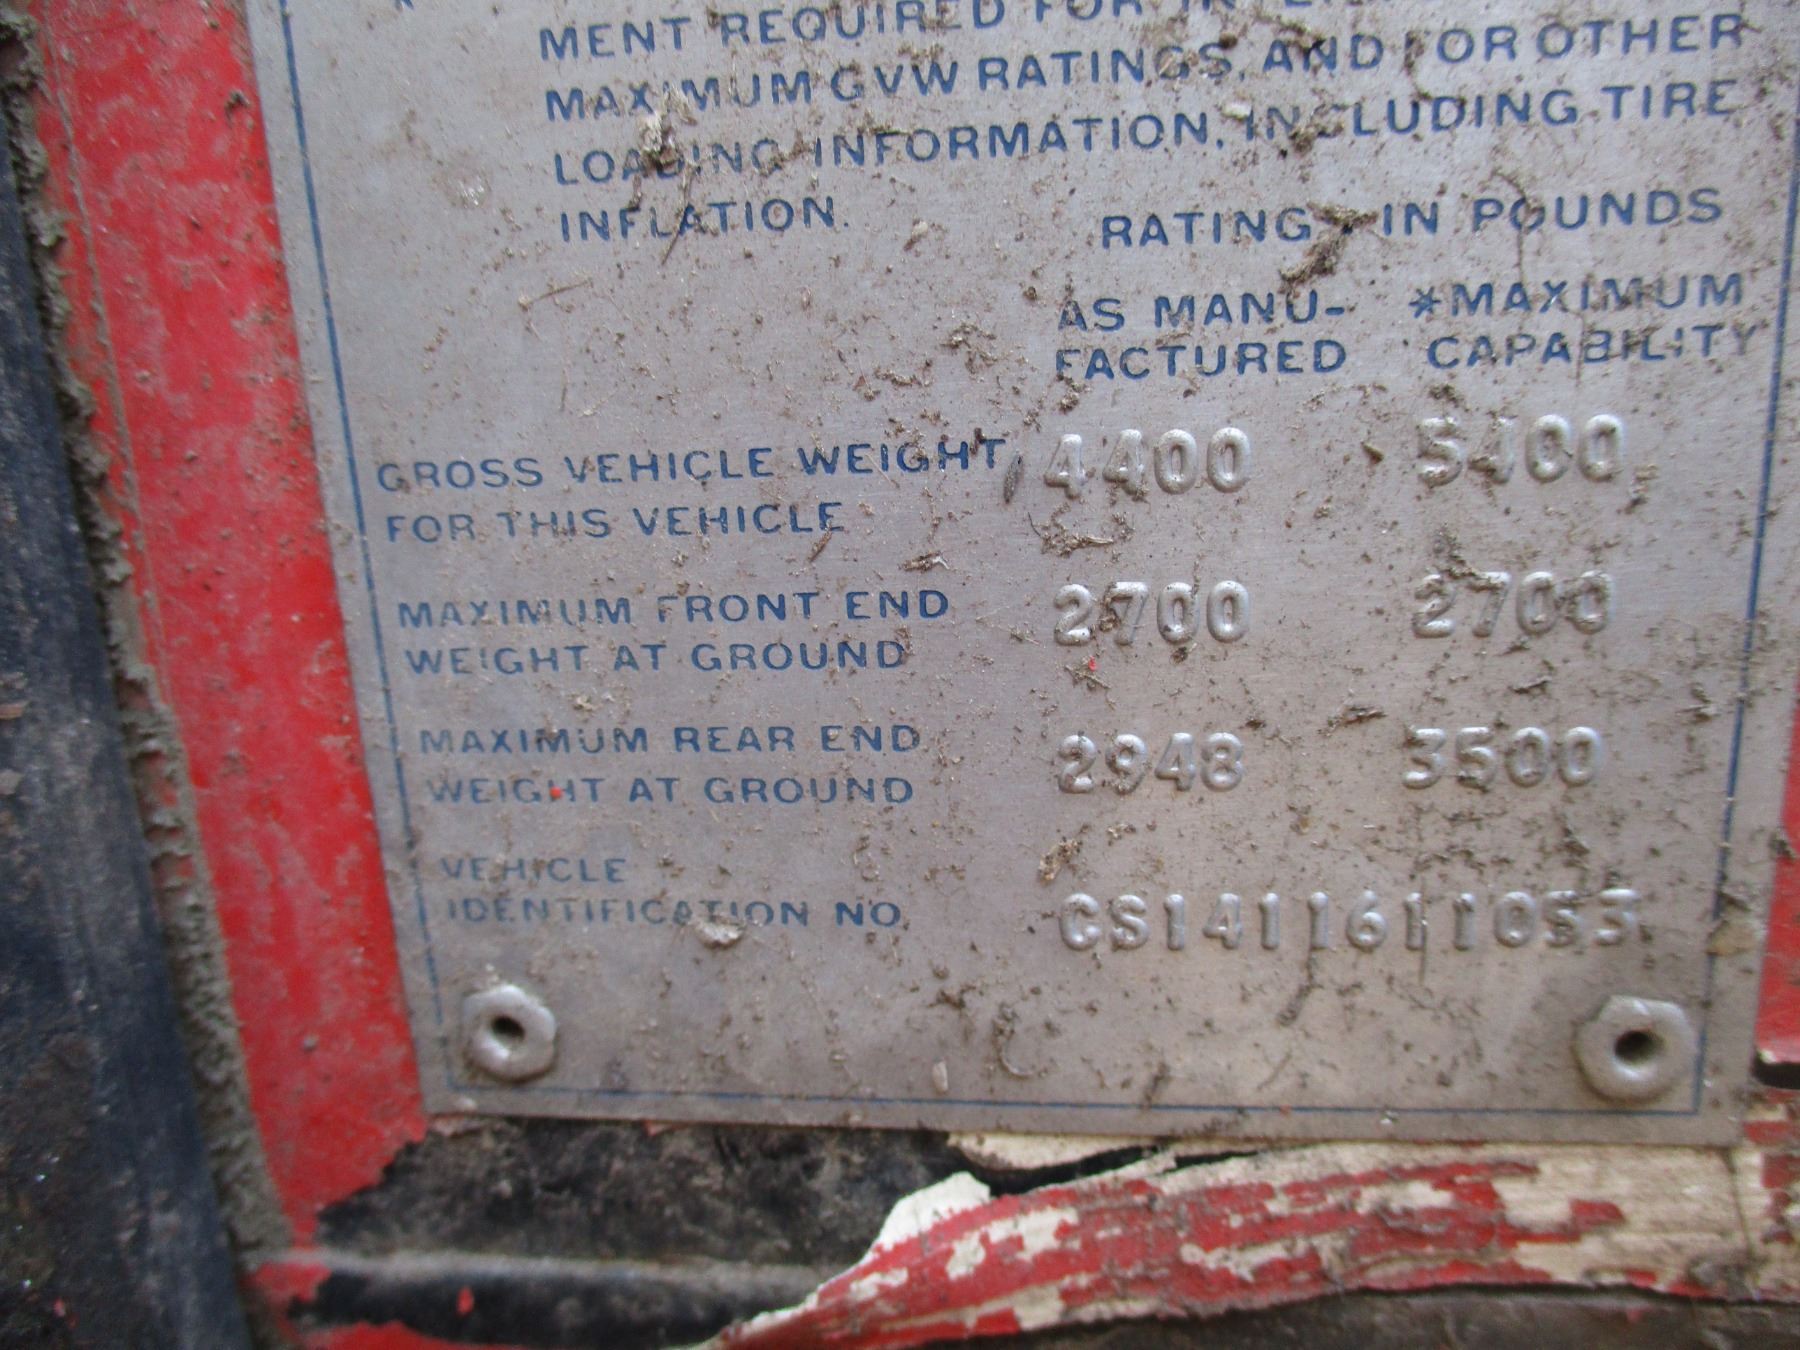 MENT REQUIRED FOR
MAXIMUM GVW RATINGS, AND FOR OTHER
LOADING INFORMATION, INCLUDING TIRE
INFLATION.
RATING IN POUNDS
AS MANU- *MAXIMUM
FACTURED CAPABILITY
GROSS VEHICLE WEIGHT 4400 5400
FOR THIS VEHICLE
MAXIMUM FRONT END 2700 2700
WEIGHT AT GROUND
MAXIMUM REAR END 2948 3500
WEIGHT AT GROUND
VEHICLE
IDENTIFICATION NO.